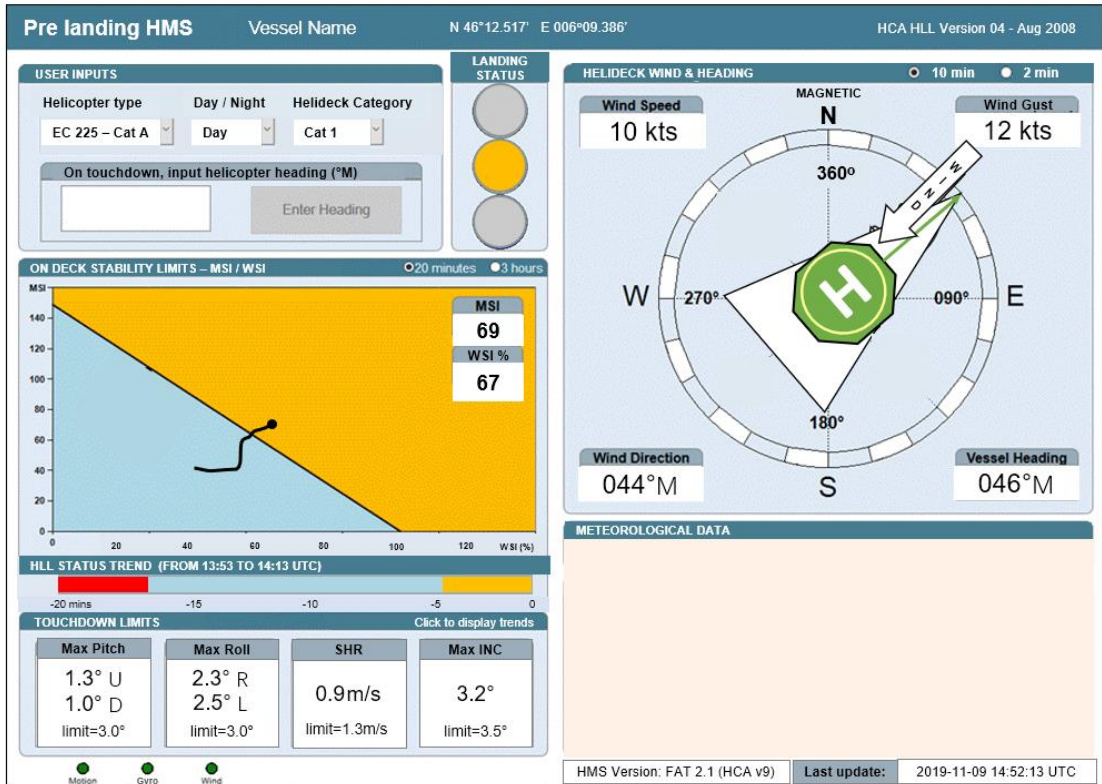 Pre landing HMS
Vessel Name
N 46°12.517' E 006°09.386'
HCA HLL Version 04 - Aug 2008
USER INPUTS
Helicopter type
Day / Night
Helideck Category
EC 225 – Cat A
Day
Cat 1
On touchdown, input helicopter heading (°M)
Enter Heading
LANDING
STATUS
HELIDECK WIND & HEADING
10 min
2 min
Wind Speed
10 kts
MAGNETIC
N
Wind Gust
12 kts
360°
WIND
W
270°
H
090°
E
180°
S
Wind Direction
044°M
Vessel Heading
046°M
ON DECK STABILITY LIMITS – MSI / WSI
20 minutes
3 hours
MSI
140
120
100
80
60
40
20
0
MSI
69
WSI %
67
0 20 40 60 80 100 120 WSI (%)
HLL STATUS TREND (FROM 13:53 TO 14:13 UTC)
-20 mins -15 -10 -5 0
TOUCHDOWN LIMITS
Click to display trends
Max Pitch
1.3° U
1.0° D
limit=3.0°
Max Roll
2.3° R
2.5° L
limit=3.0°
SHR
0.9m/s
limit=1.3m/s
Max INC
3.2°
limit=3.5°
Motion
Gyro
Wind
METEOROLOGICAL DATA
HMS Version: FAT 2.1 (HCA v9)
Last update:
2019-11-09 14:52:13 UTC